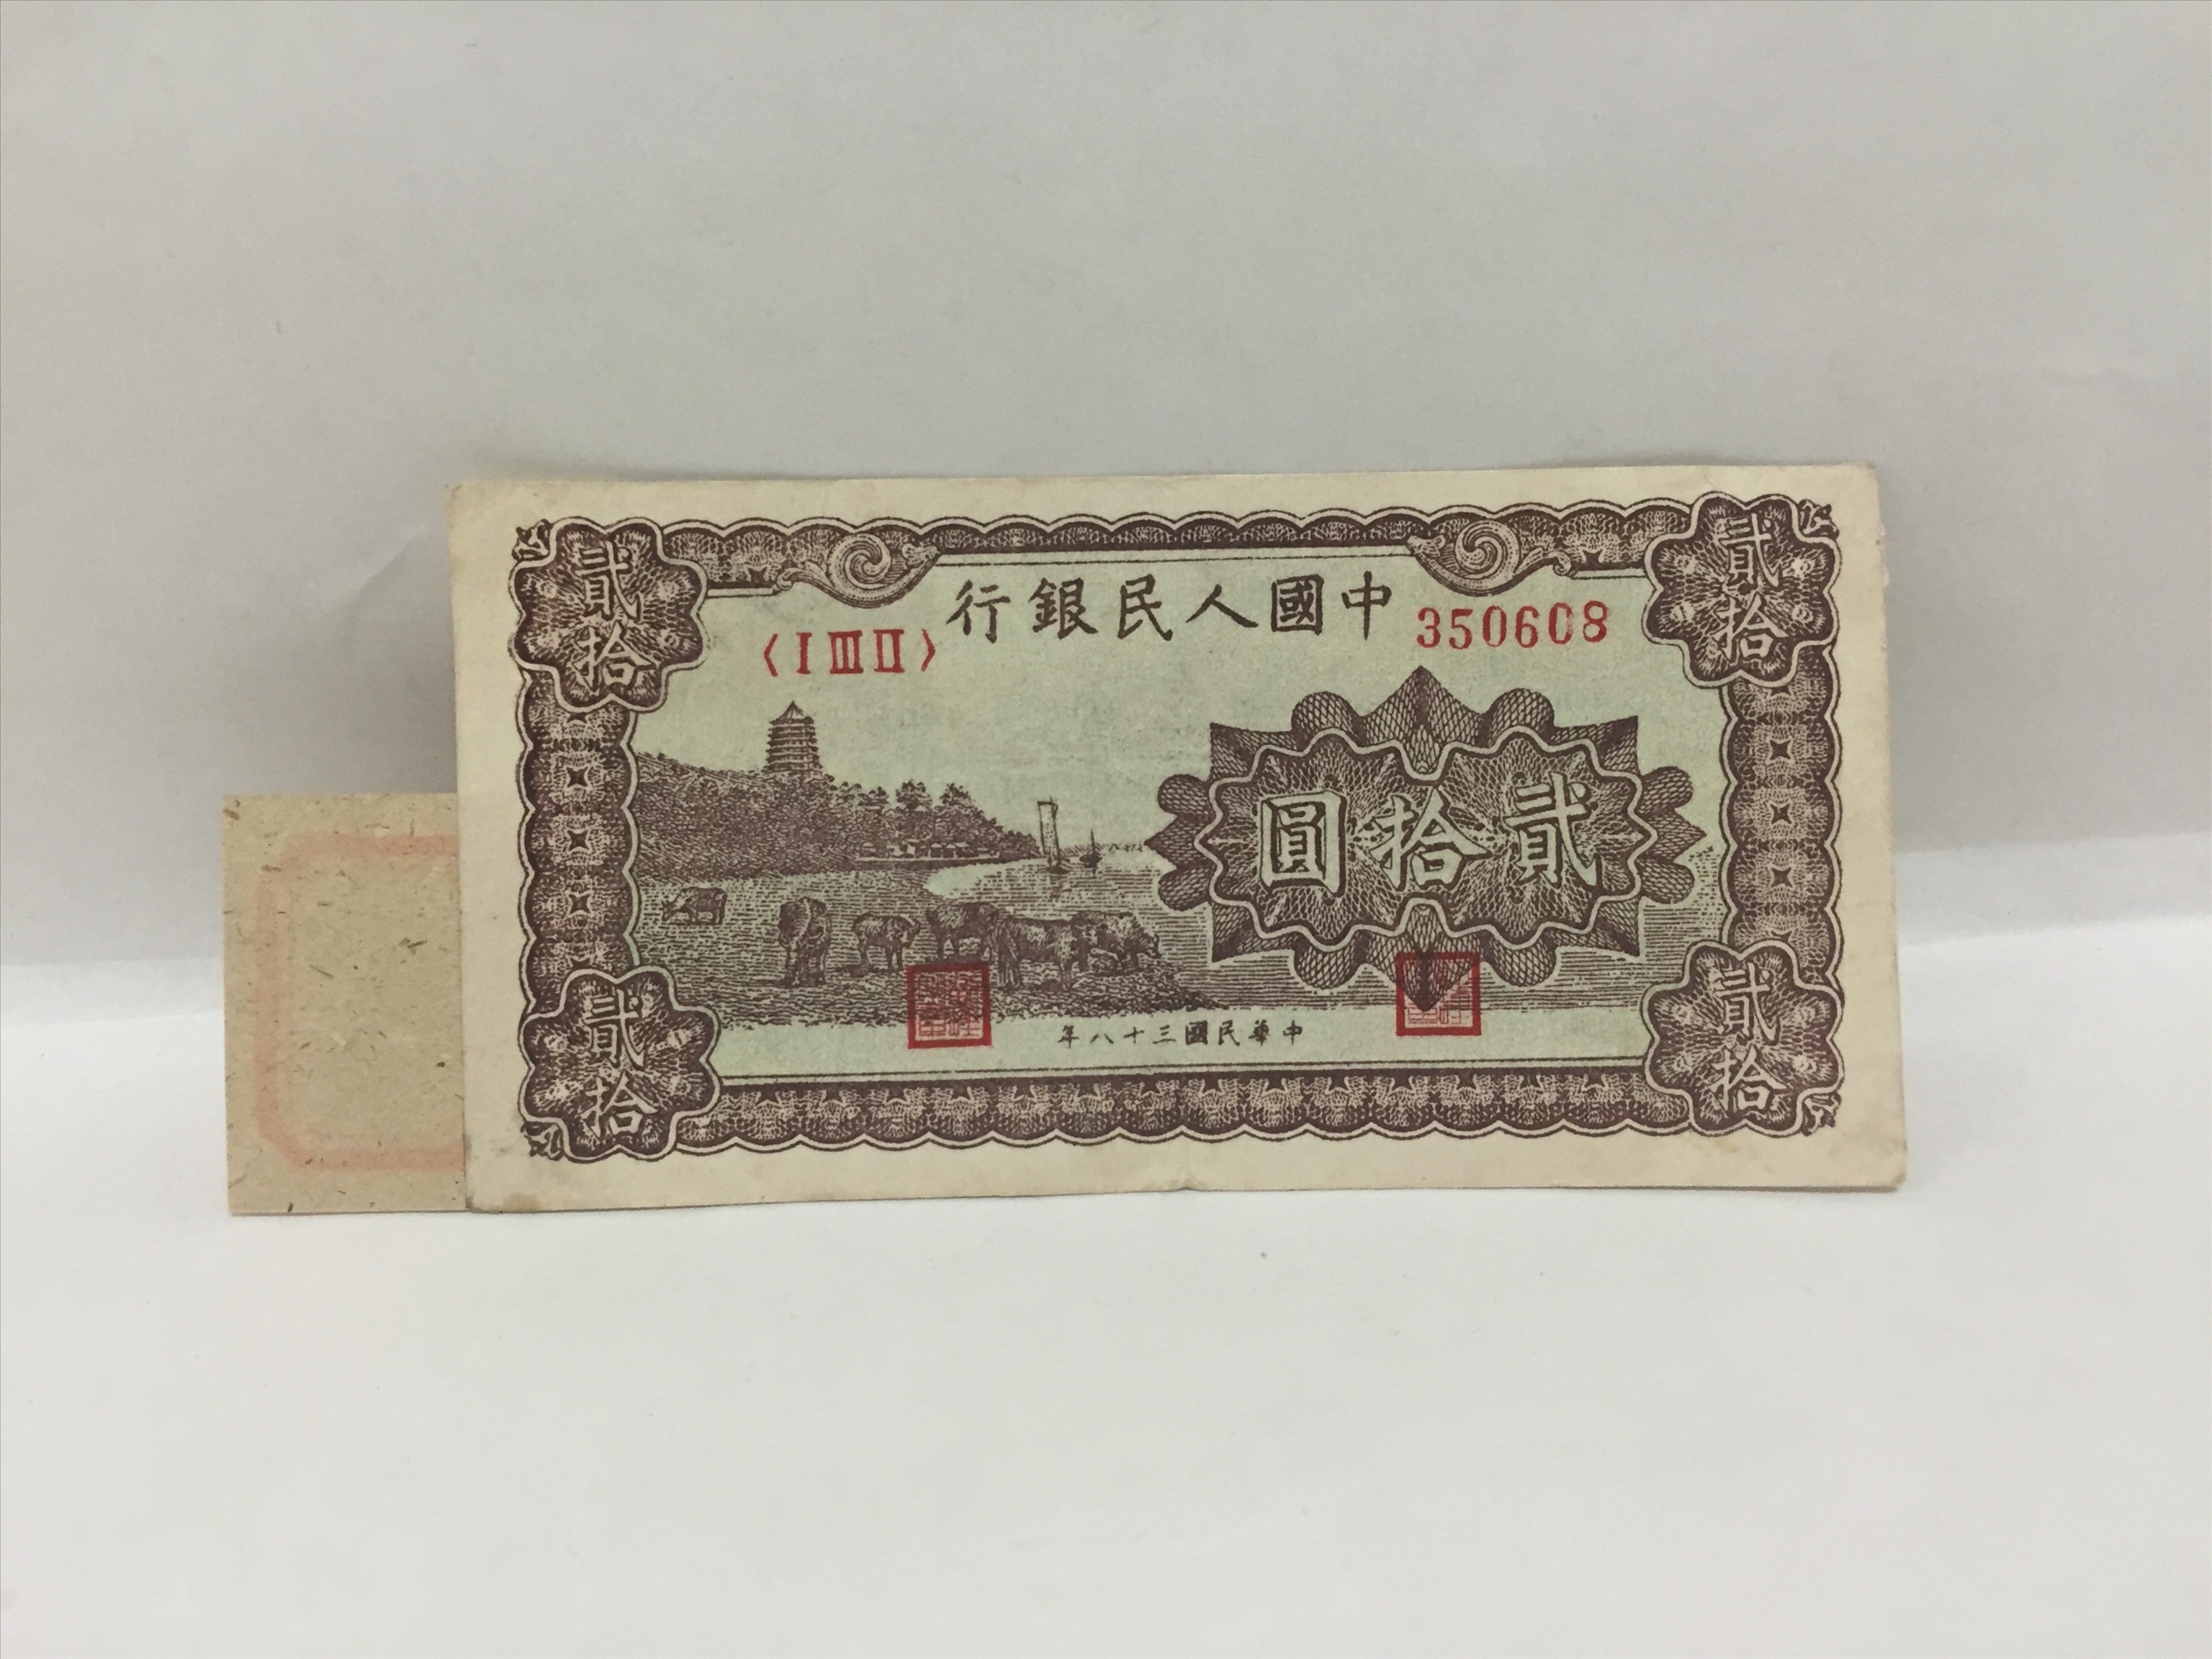 中國人民銀行
〈I III II〉
350608
貳拾
貳拾
貳拾圓
中華民國三十八年
貳拾
貳拾